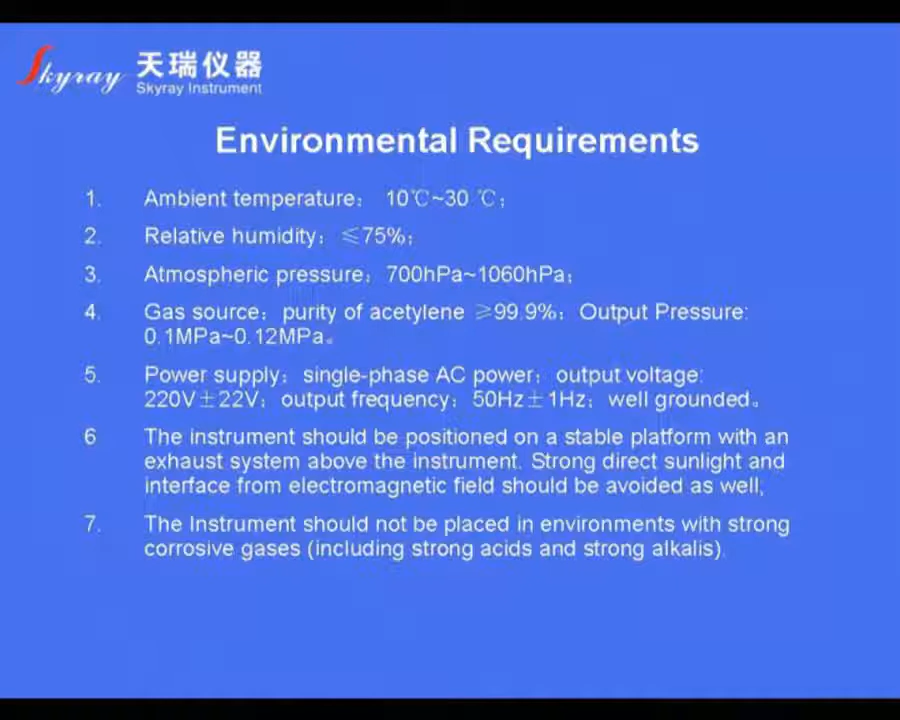 Skyray 天瑞仪器
Skyray Instrument
Environmental Requirements
1. Ambient temperature： 10℃~30 ℃；
2. Relative humidity：≤75%；
3. Atmospheric pressure：700hPa~1060hPa；
4. Gas source：purity of acetylene ≥99.9%；Output Pressure:
0.1MPa~0.12MPa。
5. Power supply：single-phase AC power；output voltage:
220V±22V；output frequency：50Hz±1Hz；well grounded。
6 The instrument should be positioned on a stable platform with an
exhaust system above the instrument. Strong direct sunlight and
interface from electromagnetic field should be avoided as well;
7. The Instrument should not be placed in environments with strong
corrosive gases (including strong acids and strong alkalis).